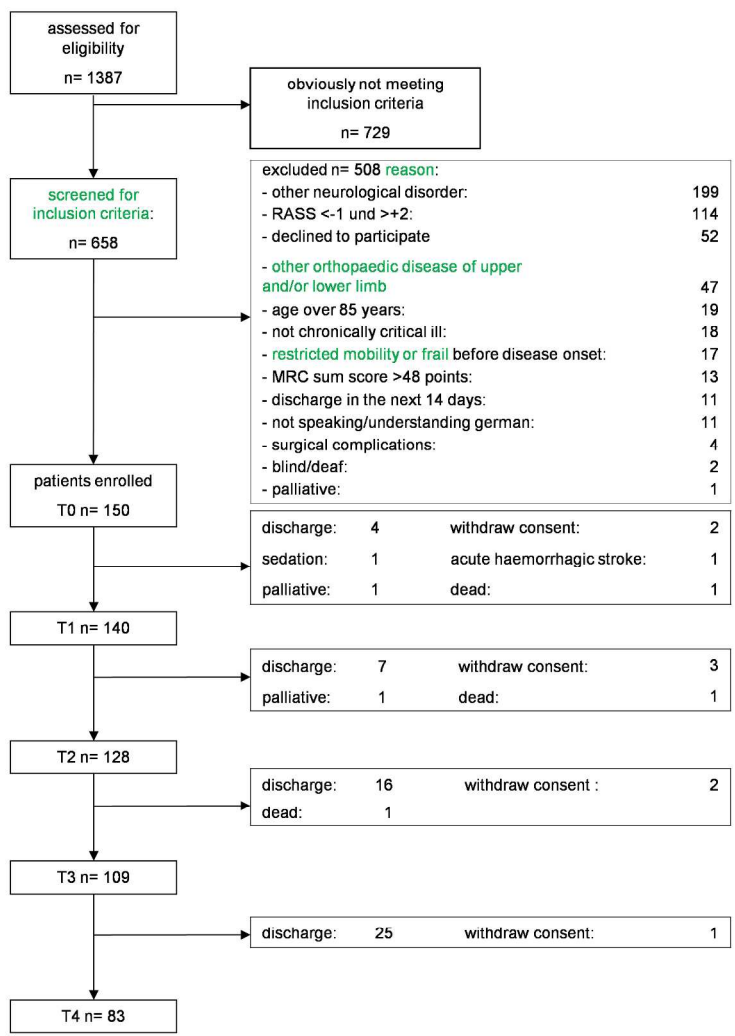 assessed for
eligibility
n= 1387
obviously not meeting
inclusion criteria
n= 729
screened for
inclusion criteria:
n= 658
excluded n= 508 reason:
- other neurological disorder: 199
- RASS <-1 und >+2: 114
- declined to participate 52
- other orthopaedic disease of upper
and/or lower limb 47
- age over 85 years: 19
- not chronically critical ill: 18
- restricted mobility or frail before disease onset: 17
- MRC sum score >48 points: 13
- discharge in the next 14 days: 11
- not speaking/understanding german: 11
- surgical complications: 4
- blind/deaf: 2
- palliative: 1
patients enrolled
T0 n= 150
discharge: 4 withdraw consent: 2
sedation: 1 acute haemorrhagic stroke: 1
palliative: 1 dead: 1
T1 n= 140
discharge: 7 withdraw consent: 3
palliative: 1 dead: 1
T2 n= 128
discharge: 16 withdraw consent : 2
dead: 1
T3 n= 109
discharge: 25 withdraw consent: 1
T4 n= 83